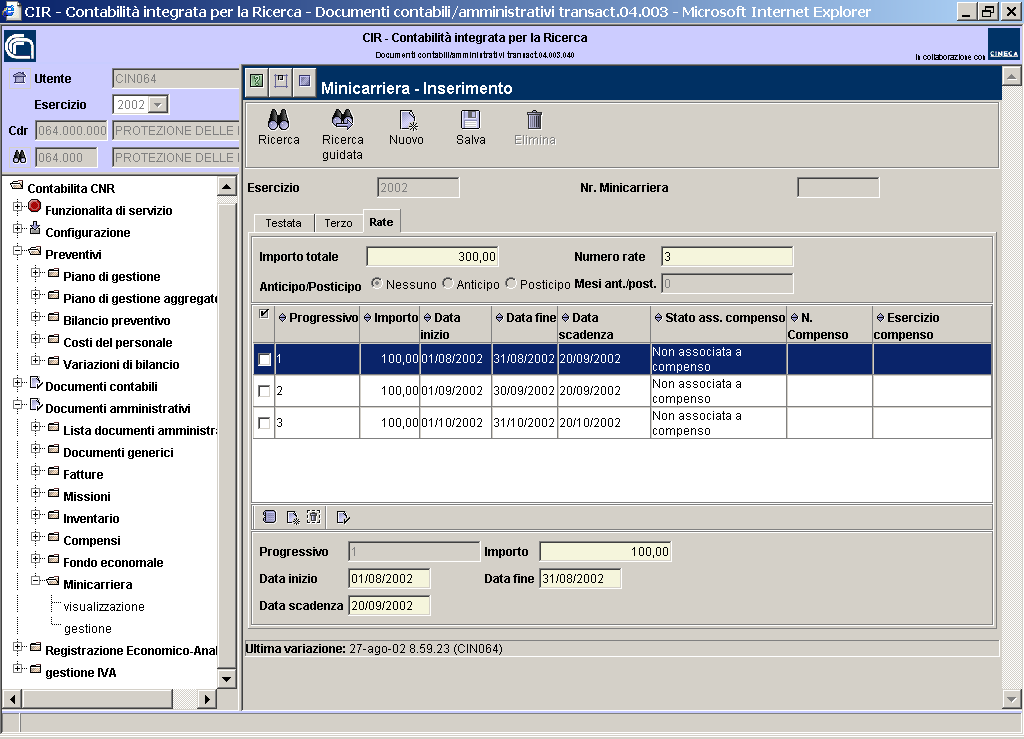 CIR - Contabilità integrata per la Ricerca - Documenti contabili/amministrativi transact.04.003 - Microsoft Internet Explorer
CIR - Contabilità integrata per la Ricerca
Documenti contabili/amministrativi transact.04.003.040
in collaborazione con CINECA
Utente CIN064
Esercizio 2002
Cdr 064.000.000 PROTEZIONE DELLE
064.000 PROTEZIONE DELLE
Contabilita CNR
Funzionalita di servizio
Configurazione
Preventivi
Piano di gestione
Piano di gestione aggregat
Bilancio preventivo
Costi del personale
Variazioni di bilancio
Documenti contabili
Documenti amministrativi
Lista documenti amministra
Documenti generici
Fatture
Missioni
Inventario
Compensi
Fondo economale
Minicarriera
visualizzazione
gestione
Registrazione Economico-Anal
gestione IVA
Minicarriera - Inserimento
Ricerca Ricerca guidata Nuovo Salva Elimina
Esercizio 2002 Nr. Minicarriera
Testata Terzo Rate
Importo totale 300,00 Numero rate 3
Anticipo/Posticipo Nessuno Anticipo Posticipo Mesi ant./post. 0
Progressivo Importo Data inizio Data fine Data scadenza Stato ass. compenso N. Compenso Esercizio compenso
1 100,00 01/08/2002 31/08/2002 20/09/2002 Non associata a compenso
2 100,00 01/09/2002 30/09/2002 20/09/2002 Non associata a compenso
3 100,00 01/10/2002 31/10/2002 20/10/2002 Non associata a compenso
Progressivo 1 Importo 100,00
Data inizio 01/08/2002 Data fine 31/08/2002
Data scadenza 20/09/2002
Ultima variazione: 27-ago-02 8.59.23 (CIN064)